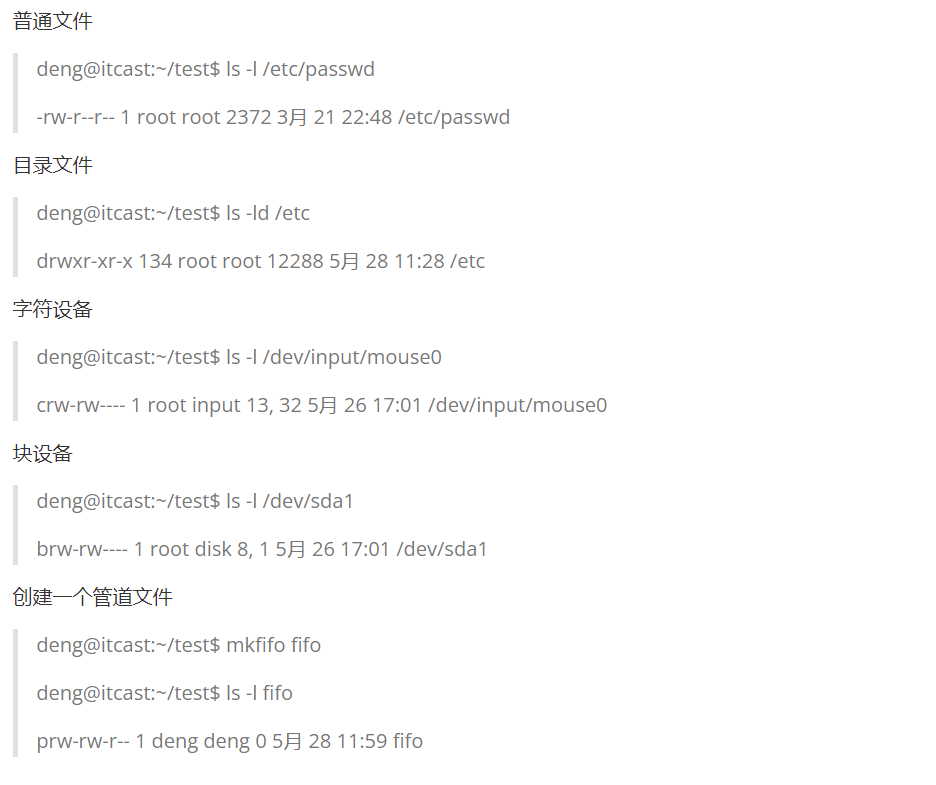 普通文件
deng@itcast:~/test$ ls -l /etc/passwd
-rw-r--r-- 1 root root 2372 3月 21 22:48 /etc/passwd
目录文件
deng@itcast:~/test$ ls -ld /etc
drwxr-xr-x 134 root root 12288 5月 28 11:28 /etc
字符设备
deng@itcast:~/test$ ls -l /dev/input/mouse0
crw-rw---- 1 root input 13, 32 5月 26 17:01 /dev/input/mouse0
块设备
deng@itcast:~/test$ ls -l /dev/sda1
brw-rw---- 1 root disk 8, 1 5月 26 17:01 /dev/sda1
创建一个管道文件
deng@itcast:~/test$ mkfifo fifo
deng@itcast:~/test$ ls -l fifo
prw-rw-r-- 1 deng deng 0 5月 28 11:59 fifo